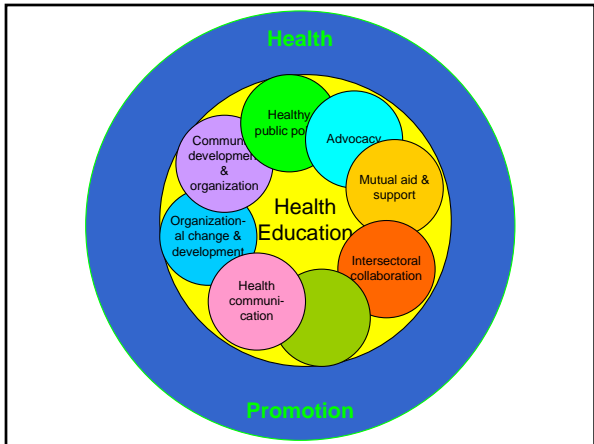 Health
Healthy
public pol
Advocacy
Commun
developmen
&
organization
Mutual aid &
support
Health
Education
Organization-
al change &
development
Intersectoral
collaboration
Health
communi-
cation
Promotion